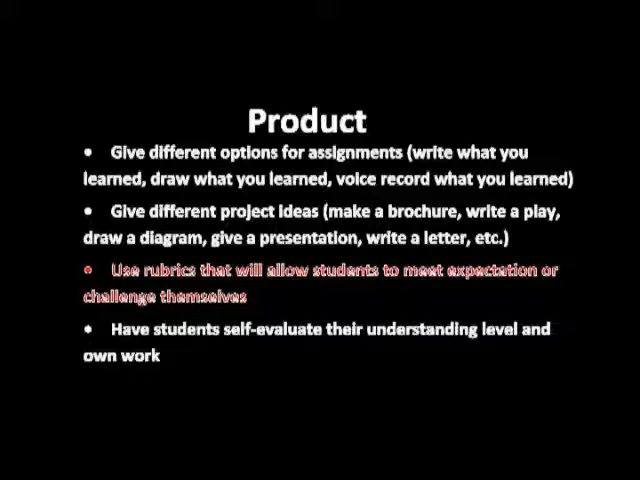 Product
• Give different options for assignments (write what you
learned, draw what you learned, voice record what you learned)
• Give different project ideas (make a brochure, write a play,
draw a diagram, give a presentation, write a letter, etc.)
• Use rubrics that will allow students to meet expectation or
challenge themselves
• Have students self-evaluate their understanding level and
own work